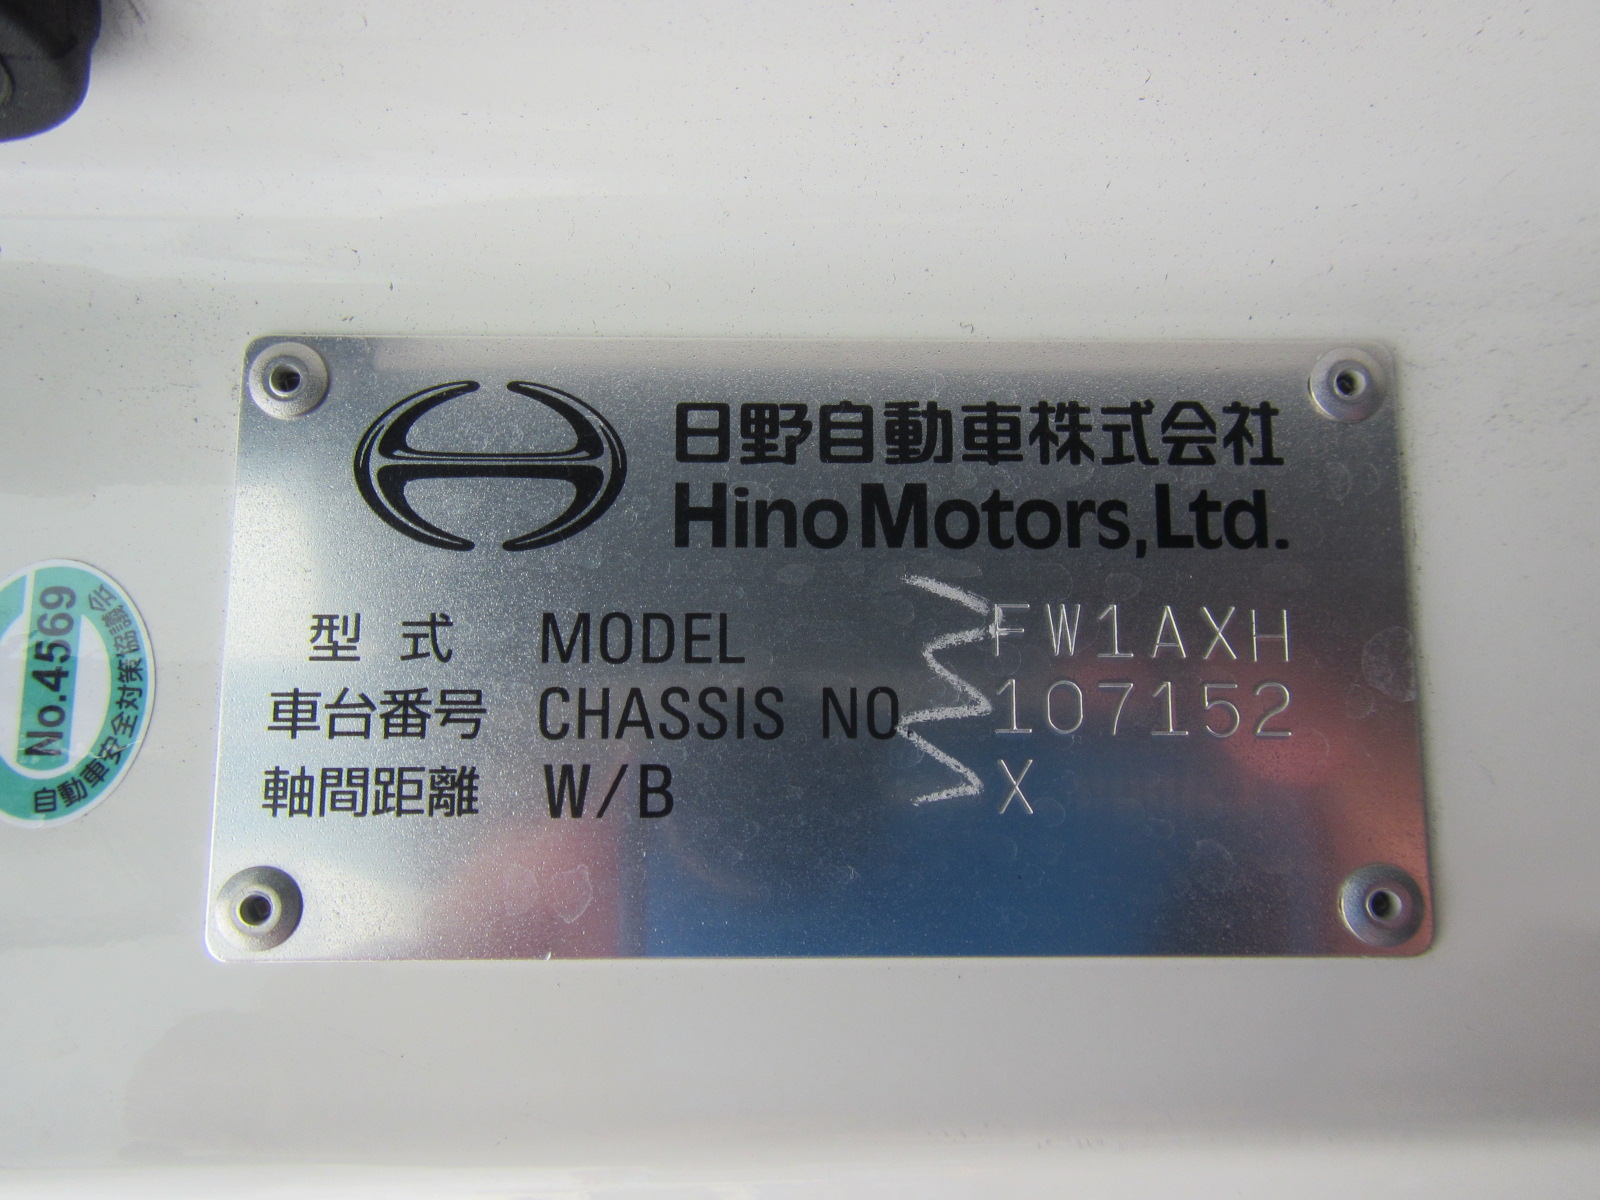 日野自動車株式会社
Hino Motors, Ltd.
型 式 MODEL FW1AXH
車台番号 CHASSIS NO. 107152
軸間距離 W/B X
No.4569
自動車安全対策協議会